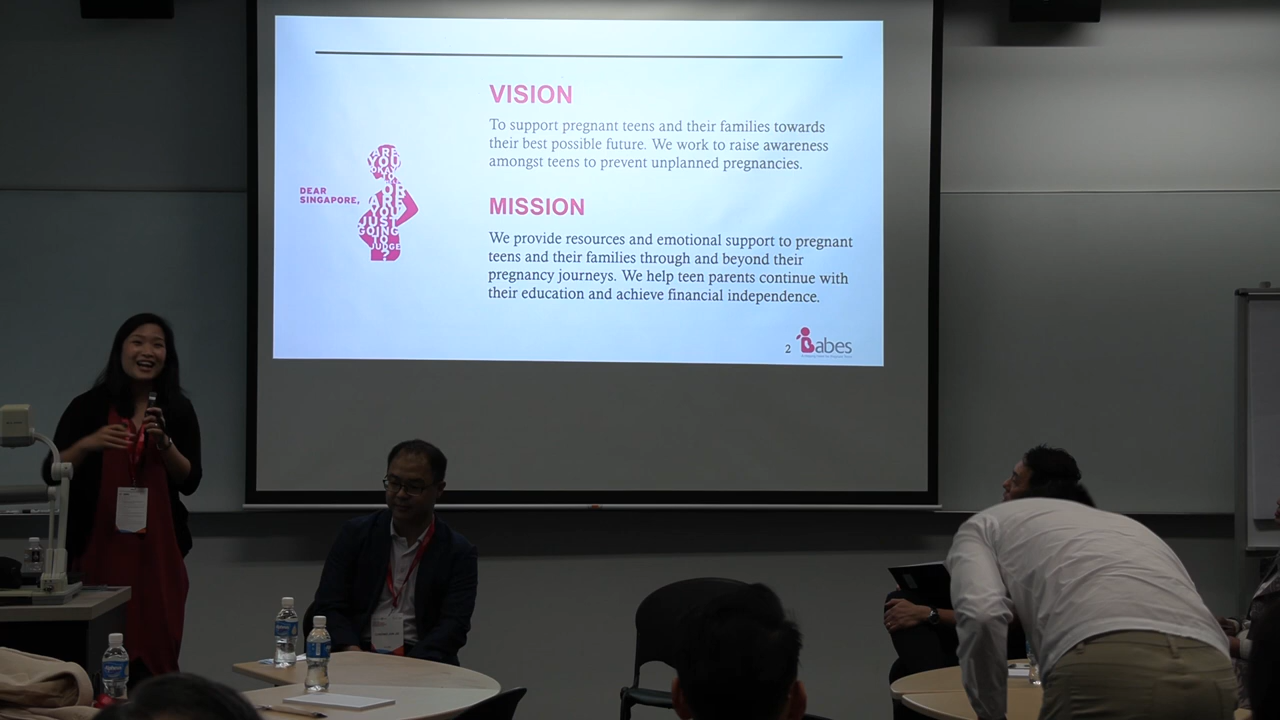 VISION
To support pregnant teens and their families towards
their best possible future. We work to raise awareness
amongst teens to prevent unplanned pregnancies.
DEAR
SINGAPORE,
ARE
YOU
OKAY
OR
ARE
YOU
JUST
GOING
TO
JUDGE
?
MISSION
We provide resources and emotional support to pregnant
teens and their families through and beyond their
pregnancy journeys. We help teen parents continue with
their education and achieve financial independence.
2
Babes